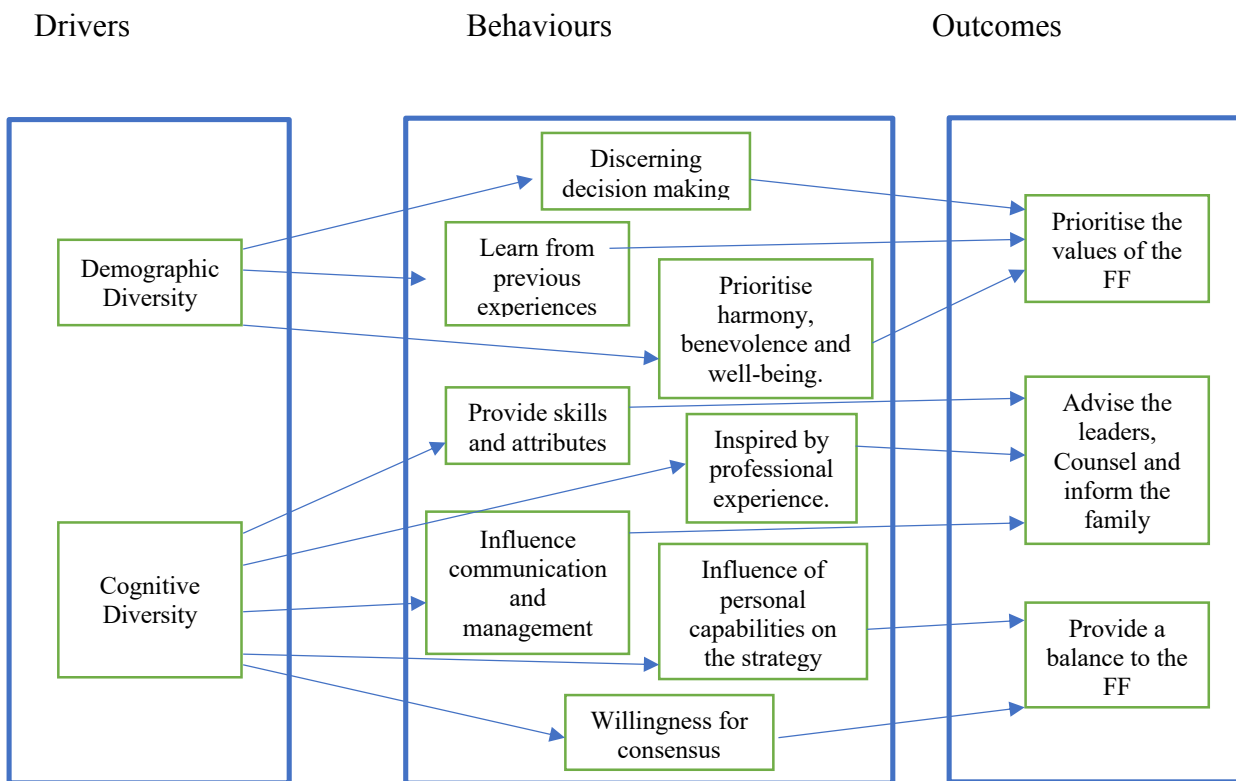 Drivers
Behaviours
Outcomes
Demographic
Diversity
Cognitive
Diversity
Discerning
decision making
Learn from
previous
experiences
Prioritise
harmony,
benevolence and
well-being.
Provide skills
and attributes
Inspired by
professional
experience.
Influence
communication
and
management
Influence of
personal
capabilities on
the strategy
Willingness for
consensus
Prioritise the
values of the
FF
Advise the
leaders,
Counsel and
inform the
family
Provide a
balance to the
FF